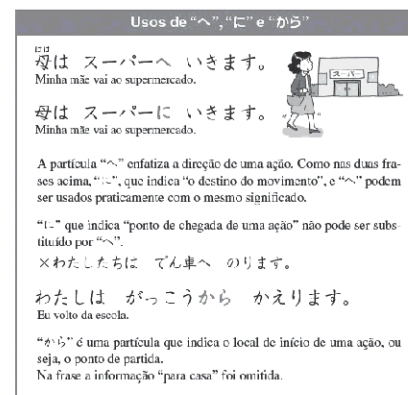 Usos de “へ”, “に” e “から”
はは
母は スーパーへ いきます。
Minha mãe vai ao supermercado.
スーパー
母は スーパーに いきます。
Minha mãe vai ao supermercado.
A partícula “へ” enfatiza a direção de uma ação. Como nas duas fra-
ses acima, “に”, que indica “o destino do movimento”, e “へ” podem
ser usados praticamente com o mesmo significado.
“に” que indica “ponto de chegada de uma ação” não pode ser subs-
tituído por “へ”.
×わたしたちは でん車へ のります。
わたしは がっこうから かえります。
Eu volto da escola.
“から” é uma partícula que indica o local de início de uma ação, ou
seja, o ponto de partida.
Na frase a informação “para casa” foi omitida.